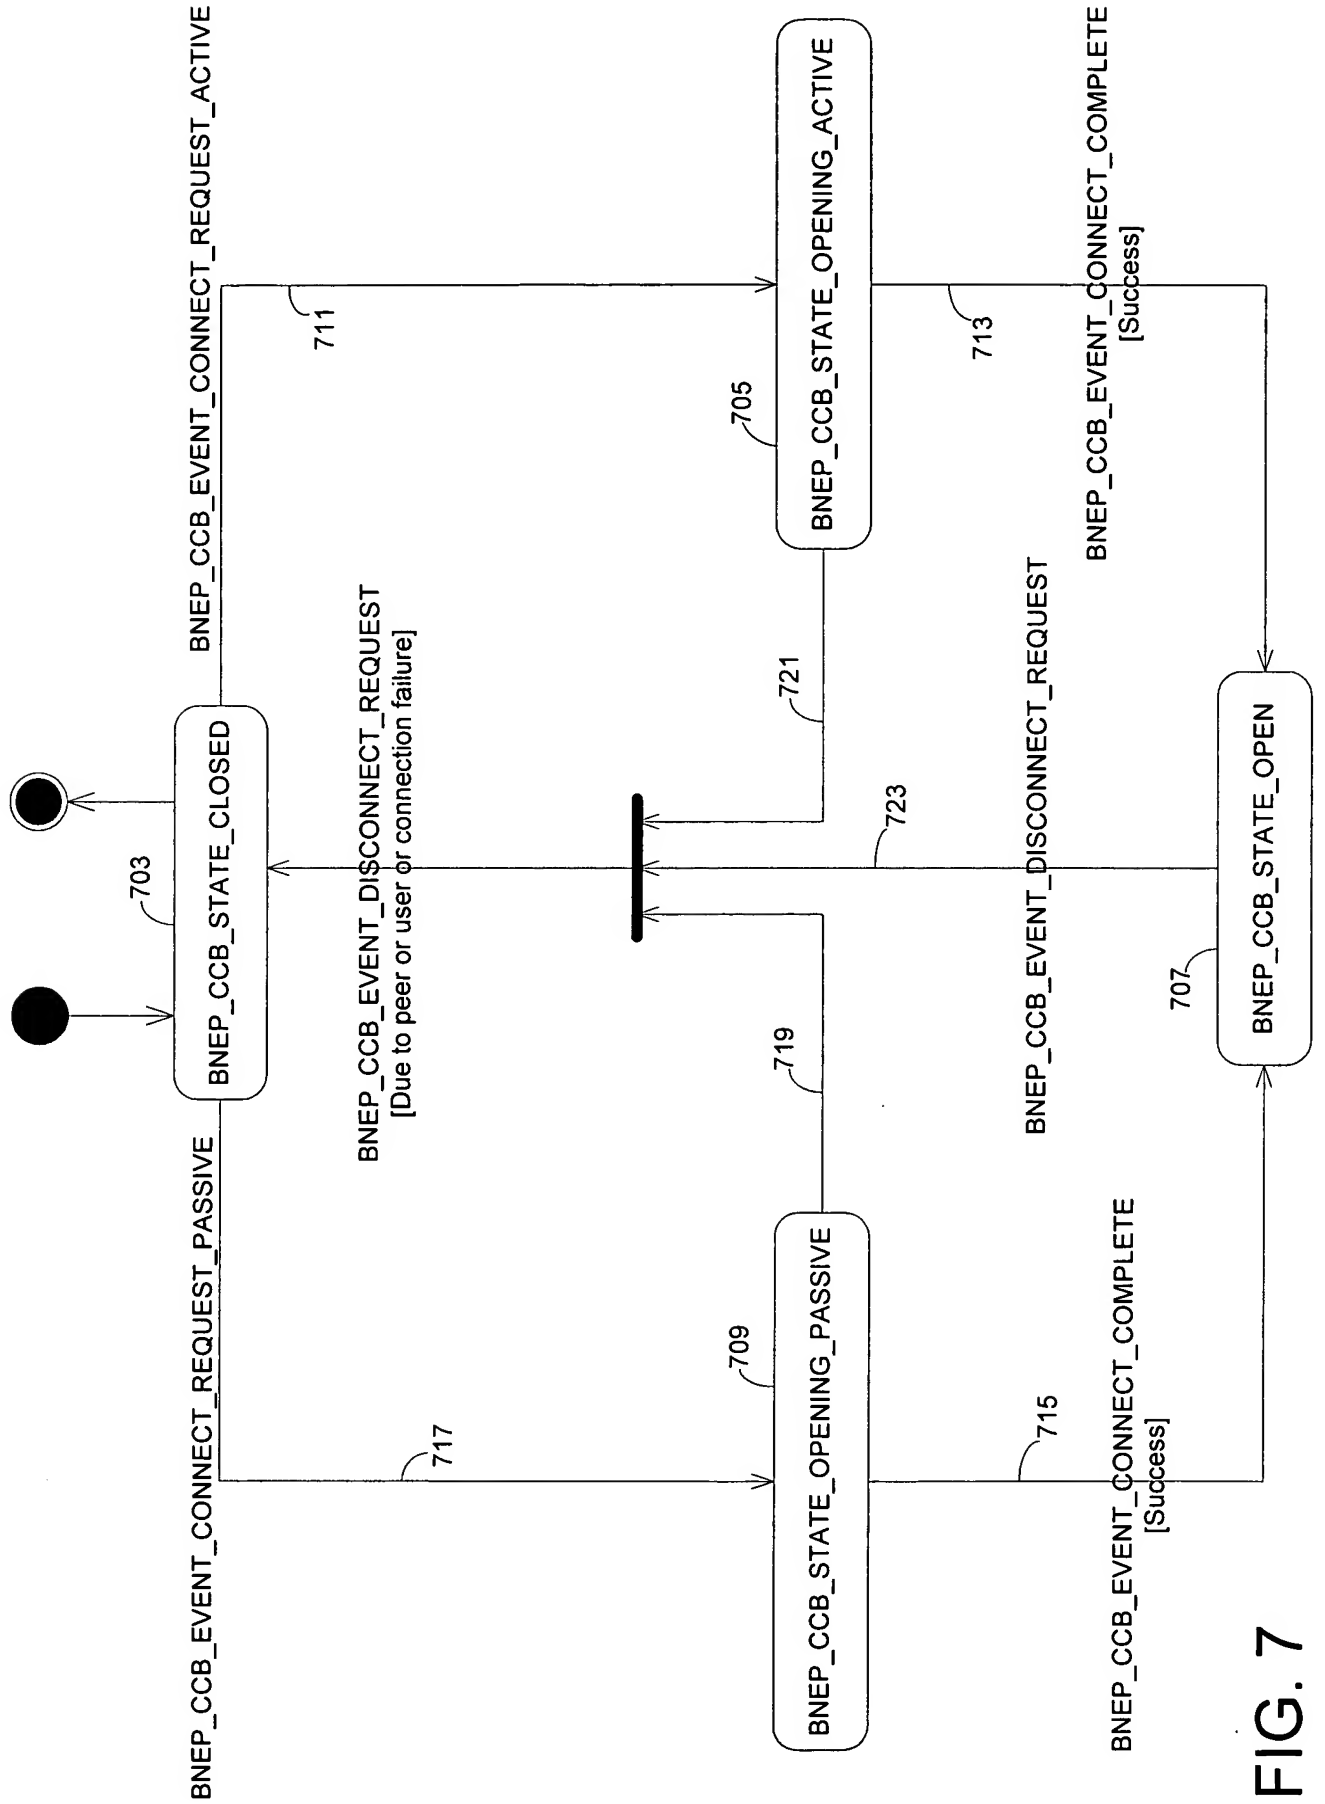 BNEP_CCB_EVENT_CONNECT_REQUEST_PASSIVE
703
BNEP_CCB_STATE_CLOSED
BNEP_CCB_EVENT_CONNECT_REQUEST_ACTIVE
717
BNEP_CCB_EVENT_DISCONNECT_REQUEST
[Due to peer or user or connection failure]
711
709
BNEP_CCB_STATE_OPENING_PASSIVE
719
721
705
BNEP_CCB_STATE_OPENING_ACTIVE
723
715
BNEP_CCB_EVENT_CONNECT_COMPLETE
[Success]
BNEP_CCB_EVENT_DISCONNECT_REQUEST
713
BNEP_CCB_EVENT_CONNECT_COMPLETE
[Success]
707
BNEP_CCB_STATE_OPEN
FIG. 7